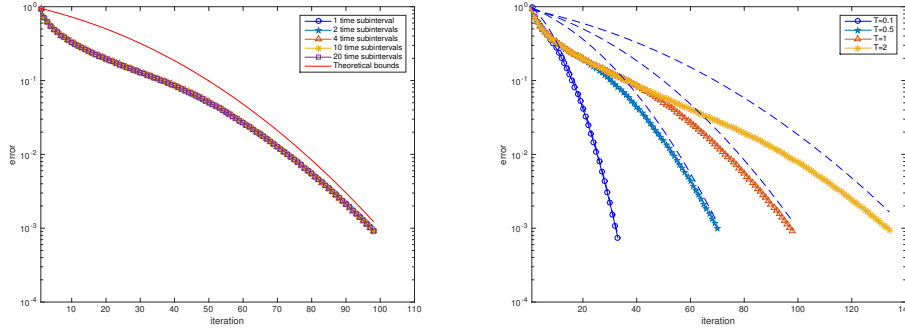 10^0
10^-1
10^-2
10^-3
10^-4
error
10 20 30 40 50 60 70 80 90 100 110
iteration
1 time subinterval
2 time subintervals
4 time subintervals
10 time subintervals
20 time subintervals
Theoretical bounds
10^0
10^-1
10^-2
10^-3
10^-4
error
20 40 60 80 100 120 140
iteration
T=0.1
T=0.5
T=1
T=2